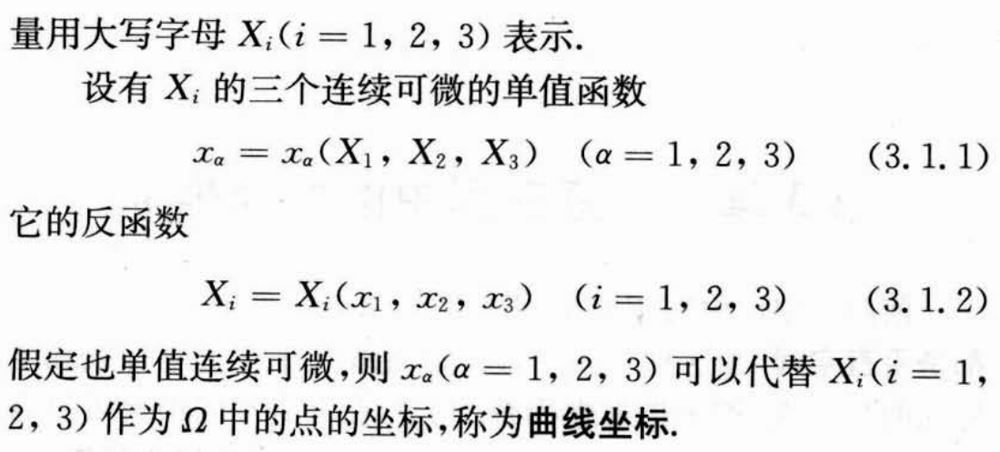 量用大写字母 X_i(i = 1, 2, 3) 表示.
设有 X_i 的三个连续可微的单值函数
x_α = x_α(X_1, X_2, X_3) (α = 1, 2, 3) (3.1.1)
它的反函数
X_i = X_i(x_1, x_2, x_3) (i = 1, 2, 3) (3.1.2)
假定也单值连续可微,则 x_α(α = 1, 2, 3) 可以代替 X_i(i = 1,
2, 3) 作为 Ω 中的点的坐标,称为曲线坐标.